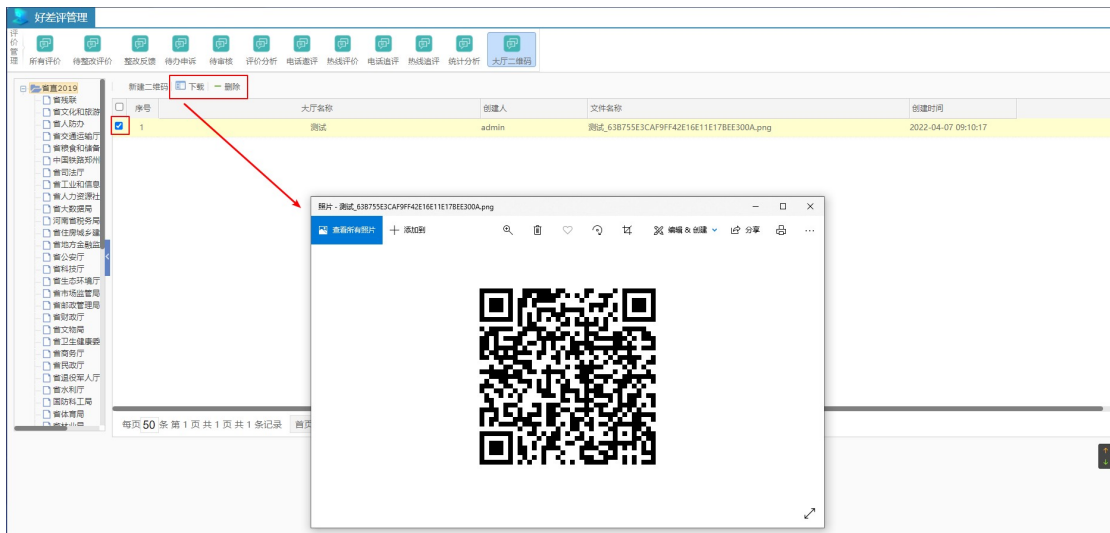 好差评管理
评价管理
所有评价 待整改评价 整改反馈 待办申诉 待审核 评价分析 电话邀评 热线评价 电话追评 热线追评 统计分析 大厅二维码
省直2019
新建二维码 下载 删除
省残联
省文化和旅游
省人防办
省交通运输厅
省粮食和储备
中国铁路郑州
省司法厅
省工业和信息
省人力资源社
省大数据局
河南省税务局
省住房城乡建
省地方金融监
省公安厅
省科技厅
省生态环境厅
省市场监管局
省邮政管理局
省财政厅
省文物局
省卫生健康委
省商务厅
省民政厅
省退役军人厅
省水利厅
国防科工局
省体育局
序号 大厅名称 创建人 文件名称 创建时间
1 测试 admin 测试_63B755E3CAF9FF42E16E11E17BEE300A.png 2022-04-07 09:10:17
照片 - 测试_63B755E3CAF9FF42E16E11E17BEE300A.png
查看所有照片 添加到 编辑 & 创建 分享
每页 50 条 第 1 页 共 1 页 共 1 条记录 首页